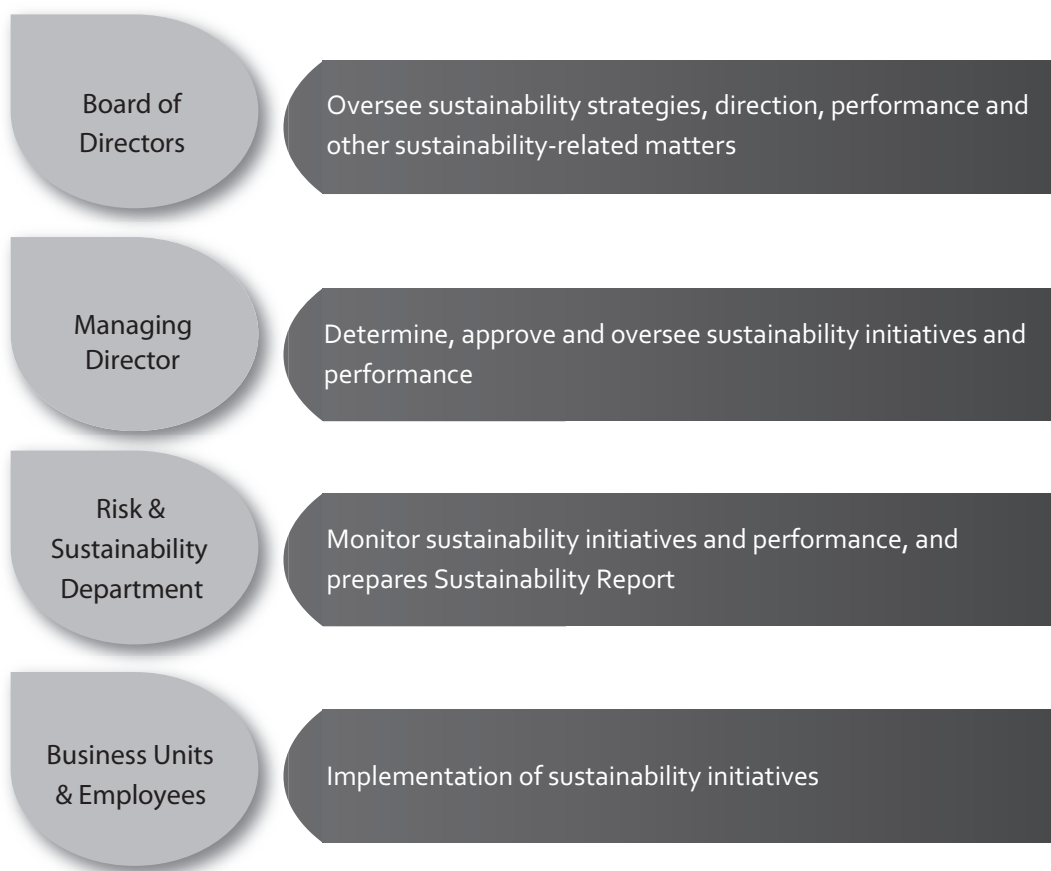 Board of
Directors
Oversee sustainability strategies, direction, performance and
other sustainability-related matters
Managing
Director
Determine, approve and oversee sustainability initiatives and
performance
Risk &
Sustainability
Department
Monitor sustainability initiatives and performance, and
prepares Sustainability Report
Business Units
& Employees
Implementation of sustainability initiatives